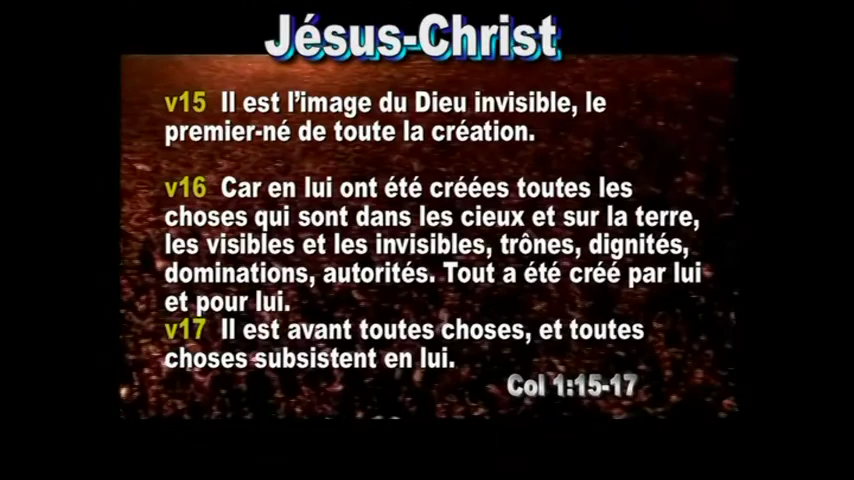 Jésus-Christ
v15 Il est l'image du Dieu invisible, le
premier-né de toute la création.
v16 Car en lui ont été créées toutes les
choses qui sont dans les cieux et sur la terre,
les visibles et les invisibles, trônes, dignités,
dominations, autorités. Tout a été créé par lui
et pour lui.
v17 Il est avant toutes choses, et toutes
choses subsistent en lui.
Col 1:15-17